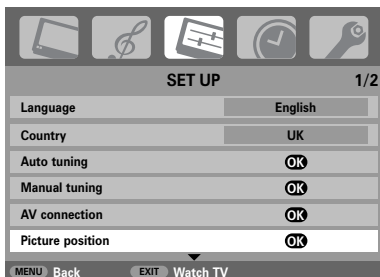 SET UP 1/2
Language English
Country UK
Auto tuning OK
Manual tuning OK
AV connection OK
Picture position OK
MENU Back EXIT Watch TV